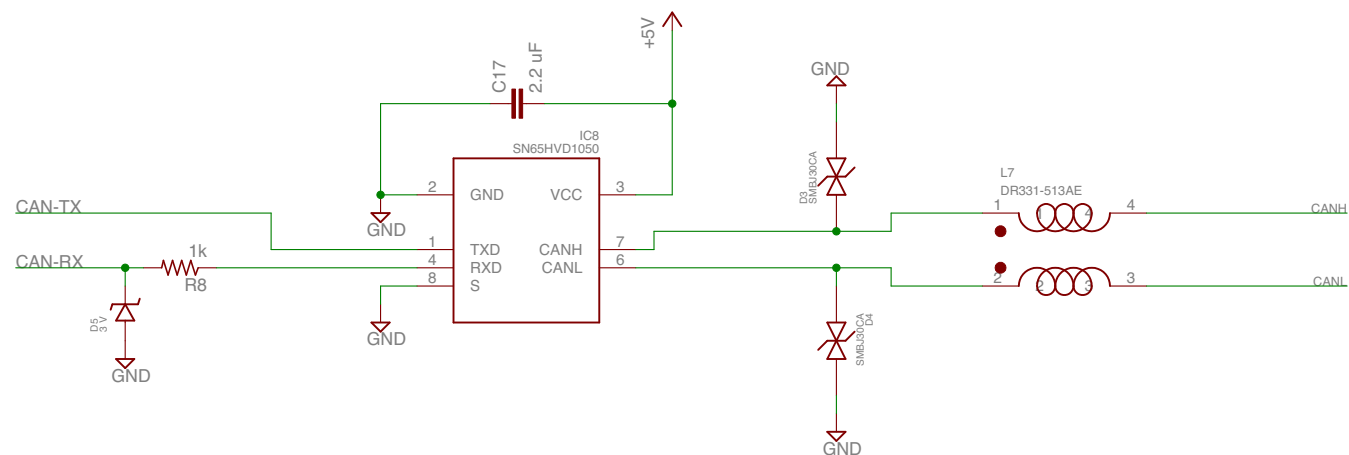 +5V
C17
2.2 uF
GND
IC8
SN65HVD1050
D3
SMBJ30CA
L7
DR331-513AE
2
GND
VCC
3
CAN-TX
GND
1
1
4
4
CANH
1
TXD
CANH
7
1k
CAN-RX
4
RXD
CANL
6
R8
8
S
2
2
3
3
CANL
D5
3 V
GND
GND
D4
SMBJ30CA
GND